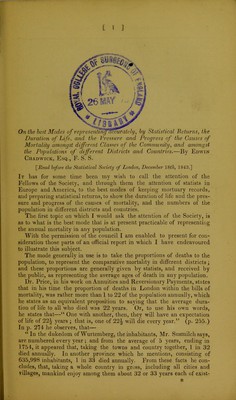 [ 1 ]
ROYAL COLLEGE OF SURGEONS OF ENGLAND
26 MAY
LIBRARY
On the best Modes of representing accurately, by Statistical Returns, the
Duration of Life, and the Pressure and Progress of the Causes of
Mortality amongst different Classes of the Community, and amongst
the Populations of different Districts and Countries.—By EDWIN
CHADWICK, ESQ., F. S. S.
[Read before the Statistical Society of London, December 18th, 1843.]
IT has for some time been my wish to call the attention of the
Fellows of the Society, and through them the attention of statists in
Europe and America, to the best modes of keeping mortuary records,
and preparing statistical returns, to show the duration of life and the pres-
sure and progress of the causes of mortality, and the numbers of the
population in different districts and countries.
The first topic on which I would ask the attention of the Society, is
as to what is the best mode that is at present practicable of representing
the annual mortality in any population.
With the permission of the council I am enabled to present for con-
sideration those parts of an official report in which I have endeavoured
to illustrate this subject.
The mode generally in use is to take the proportions of deaths to the
population, to represent the comparative mortality in different districts;
and those proportions are generally given by statists, and received by
the public, as representing the average ages of death in any population.
Dr. Price, in his work on Annuities and Reversionary Payments, states
that in his time the proportion of deaths in London within the bills of
mortality, was rather more than 1 to 22 of the population annually, which
he states as an equivalent proposition to saying that the average dura-
tion of life to all who died was 22½ years. Or, to use his own words,
he states that—" One with another, then, they will have an expectation
of life of 22½ years; that is, one of 22½ will die every year." (p. 255.)
In p. 274 he observes, that—
" In the dukedom of Wurtemberg, the inhabitants, Mr. Susmilch says,
are numbered every year; and from the average of 5 years, ending in
1754, it appeared that, taking the towns and country together, 1 in 32
died annually. In another province which he mentions, consisting of
635,998 inhabitants, 1 in 33 died annually. From these facts he con-
cludes, that, taking a whole country in gross, including all cities and
villages, mankind enjoy among them about 32 or 33 years each of exist-
B